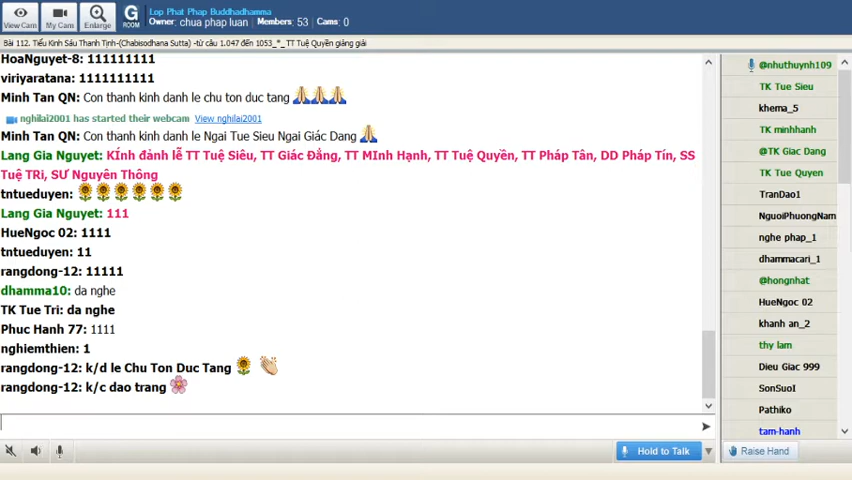 View Cam
My Cam
Enlarge
G
ROOM
Lop Phat Phap Buddhadhamma
Owner: chua phap luan Members: 53 Cams: 0
Bài 112. Tiểu Kinh Sáu Thanh Tịnh-(Chabisodhana Sutta) -từ câu 1.047 đến 1053_*_ TT Tuệ Quyền giảng giải
HoaNguyet-8: 111111111
viriyaratana: 1111111111
Minh Tan QN: Con thanh kinh danh le chu ton duc tang
nghilai2001 has started their webcam View nghilai2001
Minh Tan QN: Con thanh kinh danh le Ngai Tue Sieu Ngai Giác Dang
Lang Gia Nguyet: KÍnh đảnh lễ TT Tuệ Siêu, TT Giác Đẳng, TT MInh Hạnh, TT Tuệ Quyền, TT Pháp Tân, DD Pháp Tín, SS
Tuệ TRi, SƯ Nguyên Thông
tntueduyen:
Lang Gia Nguyet: 111
HueNgoc 02: 1111
tntueduyen: 11
rangdong-12: 11111
dhamma10: da nghe
TK Tue Tri: da nghe
Phuc Hanh 77: 1111
nghiemthien: 1
rangdong-12: k/d le Chu Ton Duc Tang
rangdong-12: k/c dao trang
Hold to Talk
@nhuthuynh109
TK Tue Sieu
khema_5
TK minhhanh
@TK Giac Dang
TK Tue Quyen
TranDao1
NguoiPhuongNam
nghe phap_1
dhammacari_1
@hongnhat
HueNgoc 02
khanh an_2
thy lam
Dieu Giac 999
SonSuoI
Pathiko
tam-hanh
Raise Hand